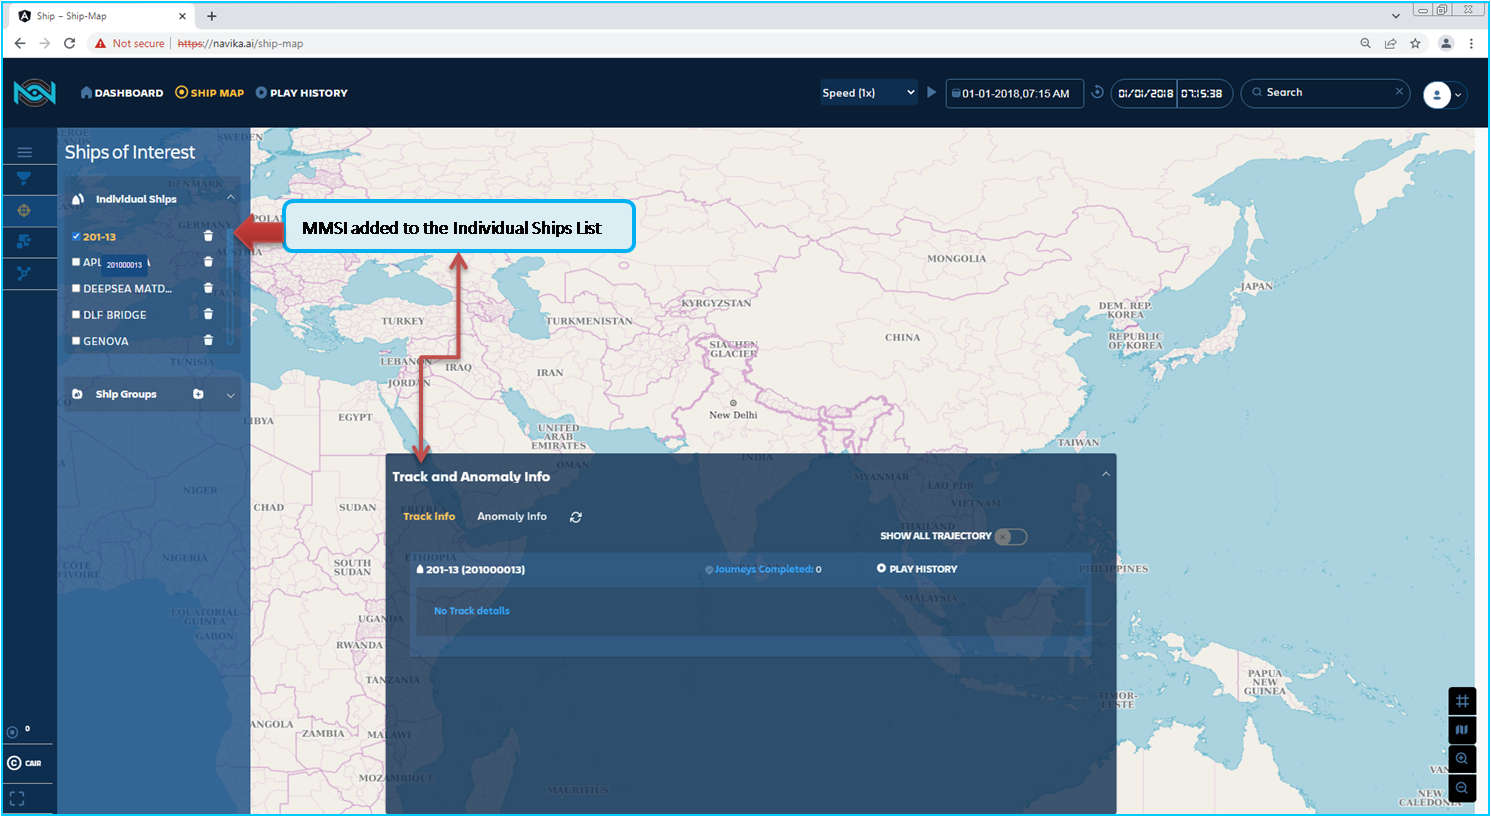 Ship – Ship-Map
Not secure
https://navika.ai/ship-map
DASHBOARD
SHIP MAP
PLAY HISTORY
Speed (1x)
01-01-2018,07:15 AM
01/01/2018
07:15:38
Search
Ships of Interest
Individual Ships
201-13
APL
201000013
DEEPSEA MATD...
DLF BRIDGE
GENOVA
Ship Groups
MMSI added to the Individual Ships List
SWEDEN
DENMARK
GERMANY
POLA
AUSTRIA
ITALY
TUNISIA
LIBYA
NIGER
NIGERIA
CÔTE
D'IVOIRE
EQUATORIAL
GUINEA
GABON
ANGOLA
ZAMBIA
MALAWI
MOZAMBIQUE
TANZANIA
RWANDA
UGANDA
SOUTH
SUDAN
CHAD
SUDAN
ERITREA
ETHIOPIA
EGYPT
JORDAN
LEBANON
IRAQ
TURKEY
TURKMENISTAN
KYRGYZSTAN
IRAN
UNITED
ARAB
EMIRATES
OMAN
SIACHEN
GLACIER
New Delhi
INDIA
MONGOLIA
CHINA
DEM. REP.
KOREA
REPUBLIC
OF KOREA
JAPAN
TAIWAN
MYANMAR
LAO PDR
VIETNAM
THAILAND
PHILIPPINES
MALAYSIA
TIMOR-
LESTE
PAPUA
NEW
GUINEA
MAURITIUS
VAN
NEW
CALEDONI
Track and Anomaly Info
Track Info
Anomaly Info
SHOW ALL TRAJECTORY
201-13 (201000013)
Journeys Completed: 0
PLAY HISTORY
No Track details
0
© CAIR